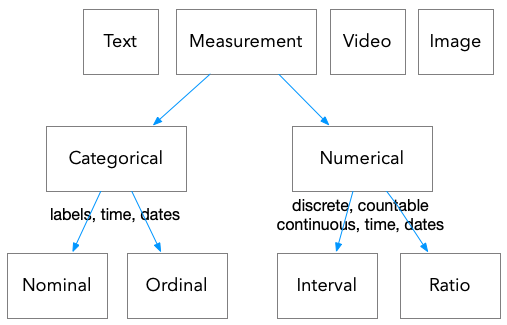 Text
Measurement
Video
Image
Categorical
Numerical
labels, time, dates
discrete, countable
continuous, time, dates
Nominal
Ordinal
Interval
Ratio